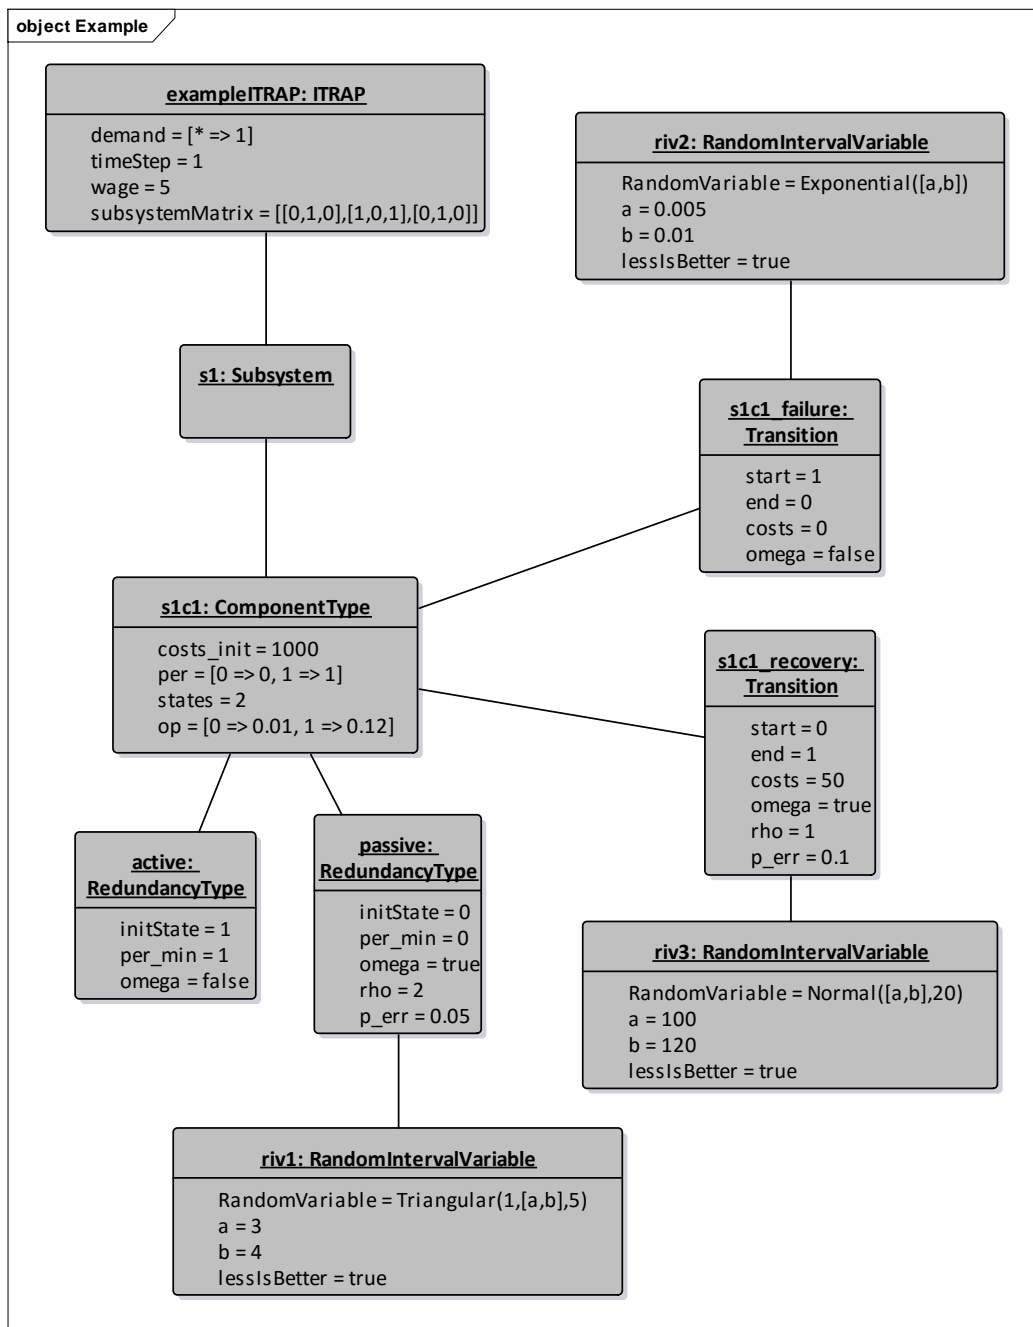 object Example
exampleITRAP: ITRAP
demand = [* => 1]
timeStep = 1
wage = 5
subsystemMatrix = [[0,1,0],[1,0,1],[0,1,0]]
riv2: RandomIntervalVariable
RandomVariable = Exponential([a,b])
a = 0.005
b = 0.01
lessIsBetter = true
s1: Subsystem
s1c1_failure:
Transition
start = 1
end = 0
costs = 0
omega = false
s1c1: ComponentType
costs_init = 1000
per = [0 => 0, 1 => 1]
states = 2
op = [0 => 0.01, 1 => 0.12]
s1c1_recovery:
Transition
start = 0
end = 1
costs = 50
omega = true
rho = 1
p_err = 0.1
active:
RedundancyType
initState = 1
per_min = 1
omega = false
passive:
RedundancyType
initState = 0
per_min = 0
omega = true
rho = 2
p_err = 0.05
riv3: RandomIntervalVariable
RandomVariable = Normal([a,b],20)
a = 100
b = 120
lessIsBetter = true
riv1: RandomIntervalVariable
RandomVariable = Triangular(1,[a,b],5)
a = 3
b = 4
lessIsBetter = true